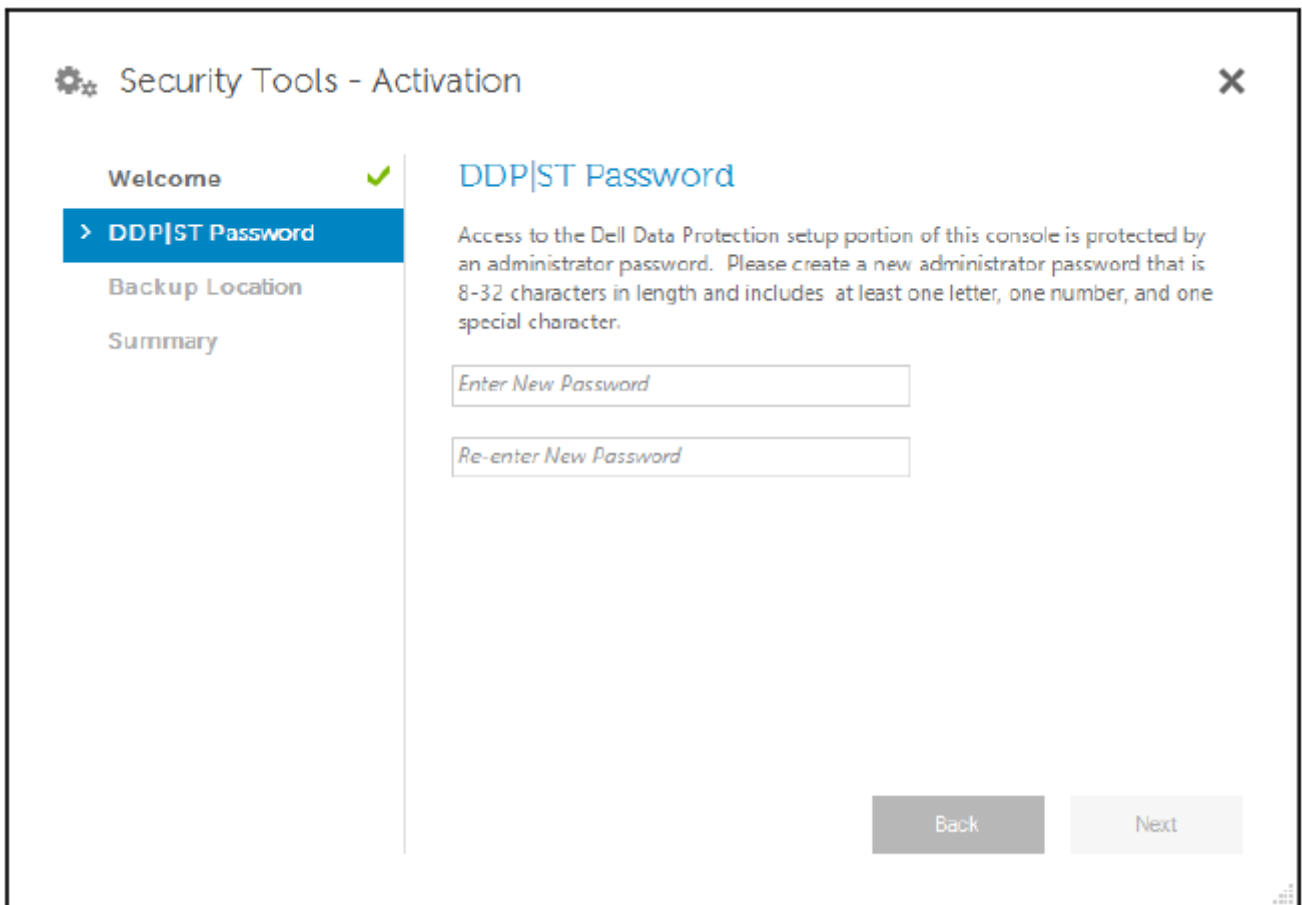 Security Tools - Activation
Welcome
DDP|ST Password
Backup Location
Summary
DDP|ST Password
Access to the Dell Data Protection setup portion of this console is protected by
an administrator password. Please create a new administrator password that is
8-32 characters in length and includes at least one letter, one number, and one
special character.
Enter New Password
Re-enter New Password
Back
Next